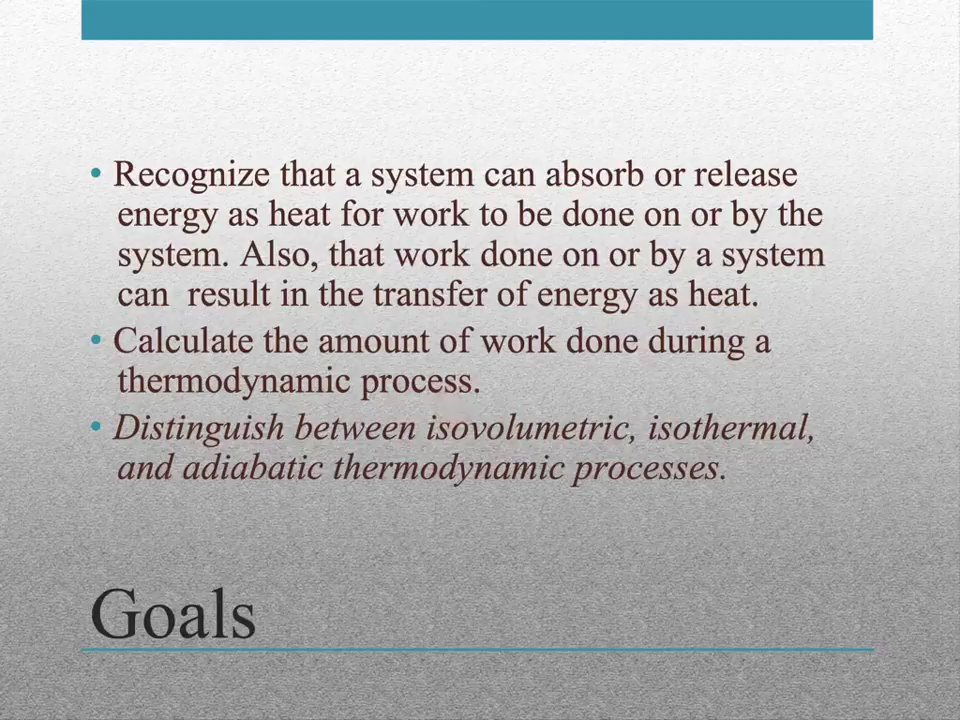 • Recognize that a system can absorb or release
energy as heat for work to be done on or by the
system. Also, that work done on or by a system
can  result in the transfer of energy as heat.
• Calculate the amount of work done during a
thermodynamic process.
• Distinguish between isovolumetric, isothermal,
and adiabatic thermodynamic processes.
Goals